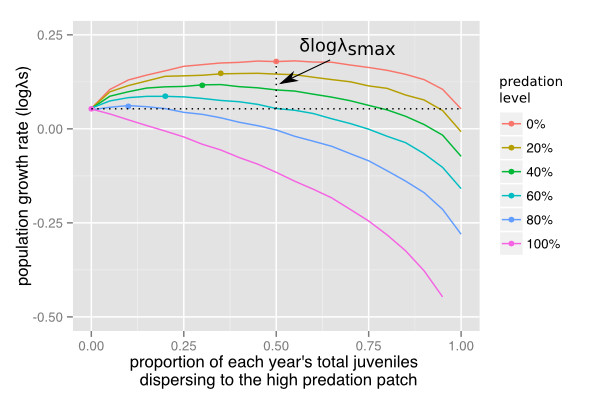 δlogλsmax
0.25
0.00
-0.25
-0.50
population growth rate (logλs)
0.00 0.25 0.50 0.75 1.00
proportion of each year's total juveniles
dispersing to the high predation patch
predation
level
0%
20%
40%
60%
80%
100%